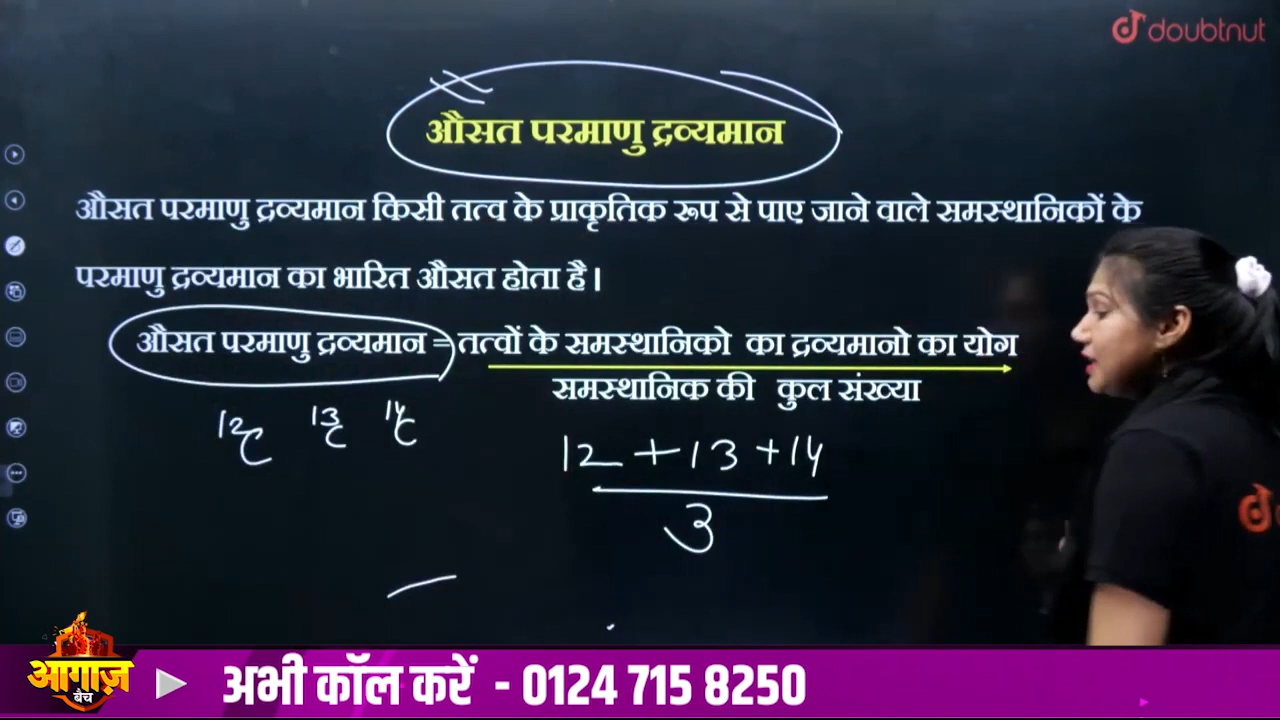 doubtnut
औसत परमाणु द्रव्यमान
औसत परमाणु द्रव्यमान किसी तत्व के प्राकृतिक रूप से पाए जाने वाले समस्थानिकों के
परमाणु द्रव्यमान का भारित औसत होता है।
औसत परमाणु द्रव्यमान = तत्वों के समस्थानिको का द्रव्यमानो का योग
समस्थानिक की कुल संख्या
12C 13C 14C
12 + 13 + 14
3
आगाज़
बैच
अभी कॉल करें - 0124 715 8250